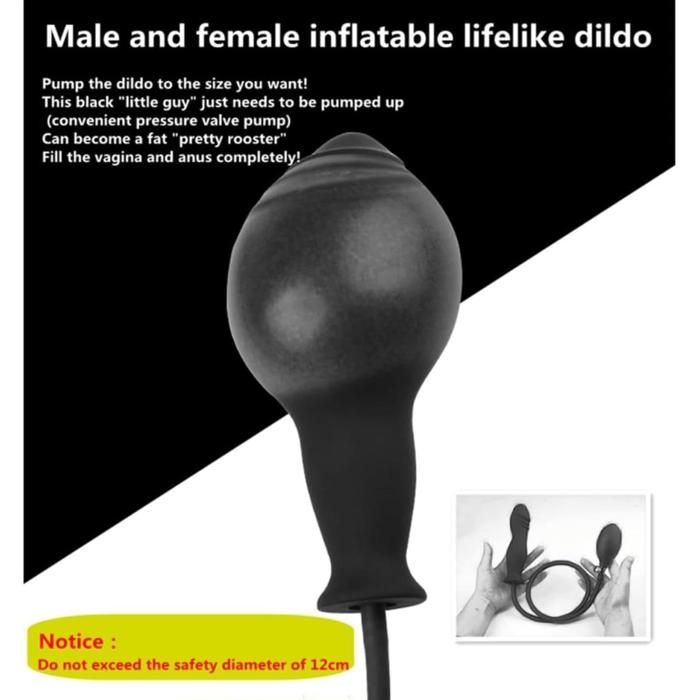 Male and female inflatable lifelike dildo
Pump the dildo to the size you want!
This black "little guy" just needs to be pumped up
(convenient pressure valve pump)
Can become a fat "pretty rooster"
Fill the vagina and anus completely!
Notice :
Do not exceed the safety diameter of 12cm